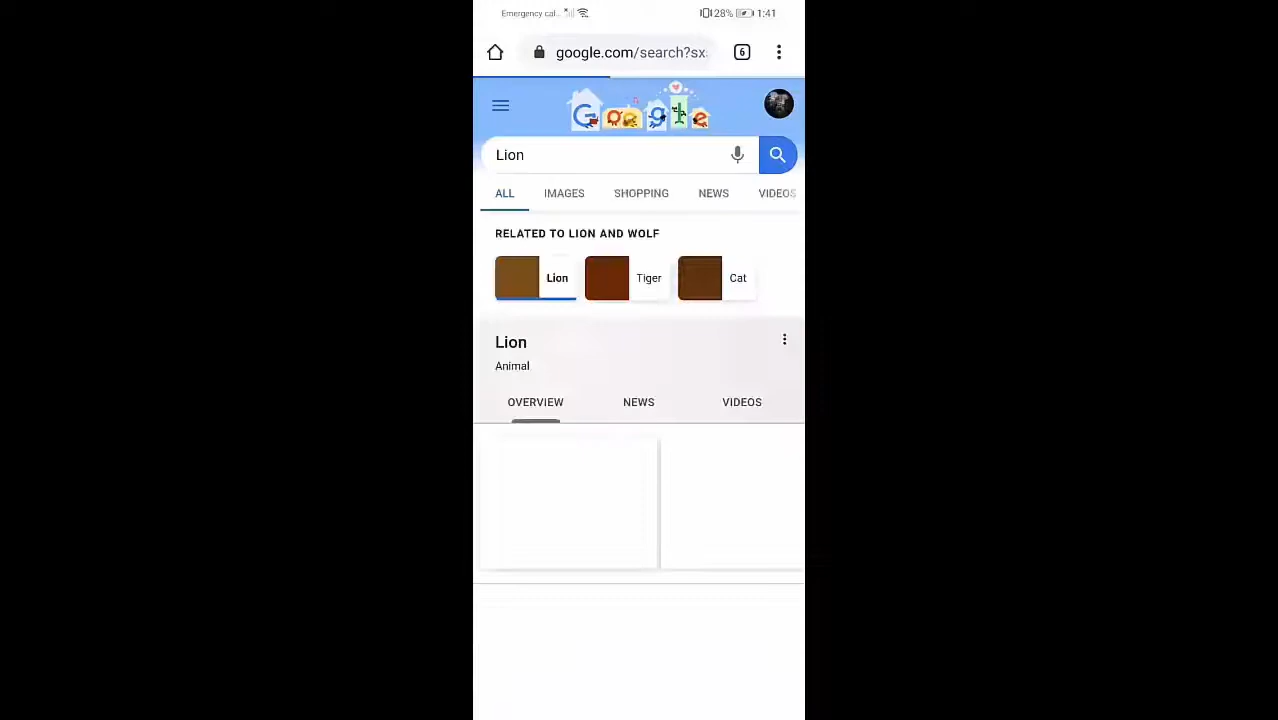 Emergency cal... 28% 1:41
google.com/search?sx 6
Google
Lion
ALL IMAGES SHOPPING NEWS VIDEOS
RELATED TO LION AND WOLF
Lion Tiger Cat
Lion
Animal
OVERVIEW NEWS VIDEOS